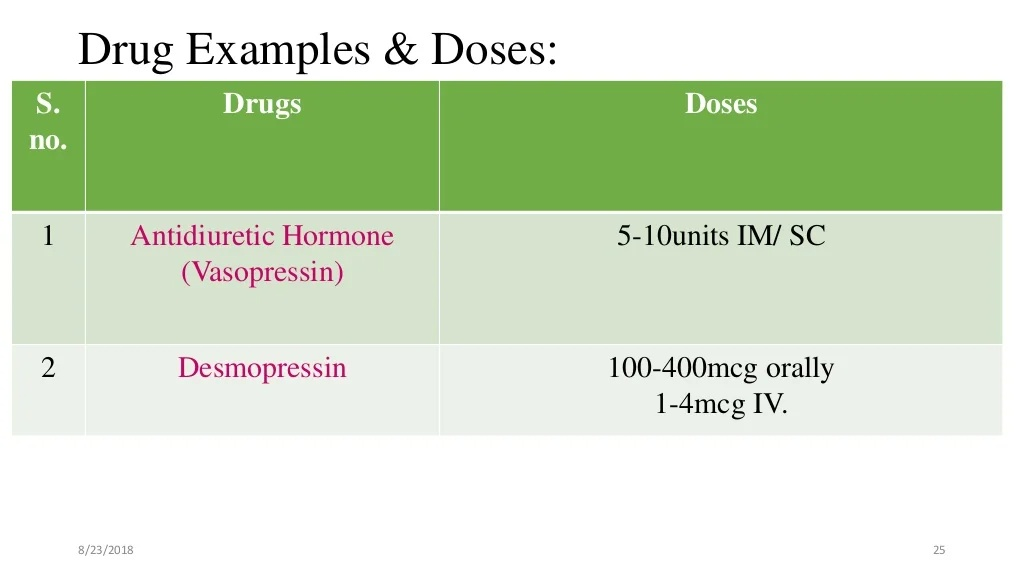 Drug Examples & Doses:
S.
no.
Drugs
Doses
1
Antidiuretic Hormone
(Vasopressin)
5-10units IM/ SC
2
Desmopressin
100-400mcg orally
1-4mcg IV.
8/23/2018
25